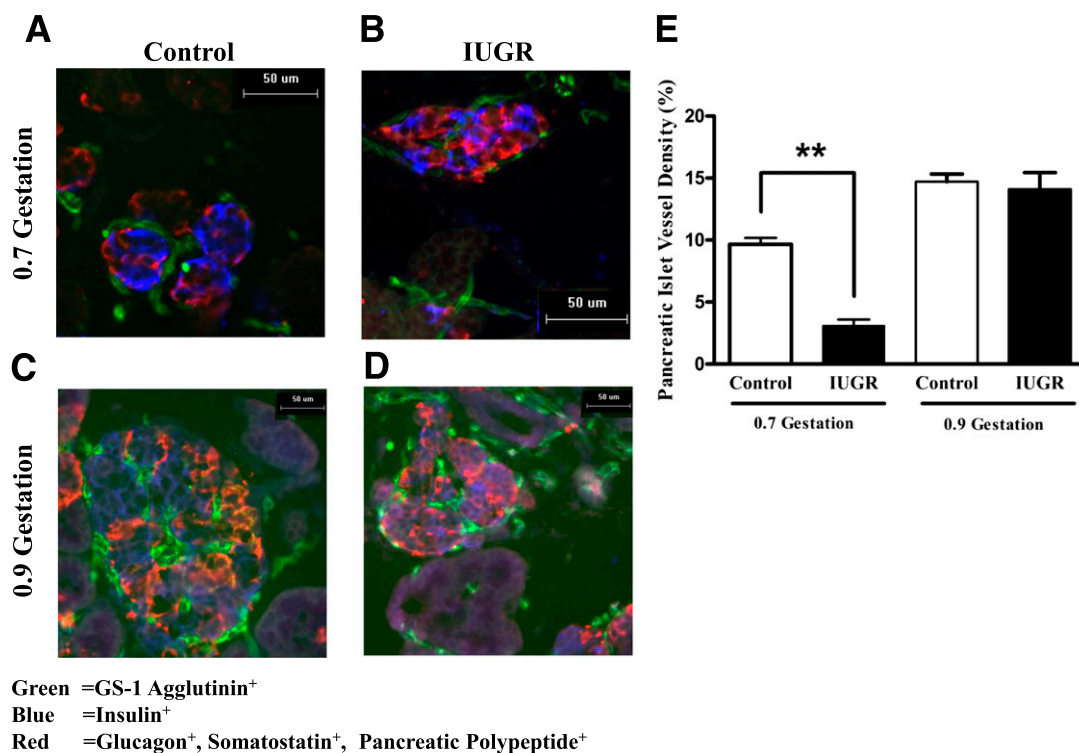 A
Control
50 um
0.7 Gestation
B
IUGR
50 um
C
50 um
0.9 Gestation
D
50 um
E
Pancreatic Islet Vessel Density (%)
20
15
10
5
0
**
Control IUGR Control IUGR
0.7 Gestation 0.9 Gestation
Green =GS-1 Agglutinin+
Blue =Insulin+
Red =Glucagon+, Somatostatin+, Pancreatic Polypeptide+